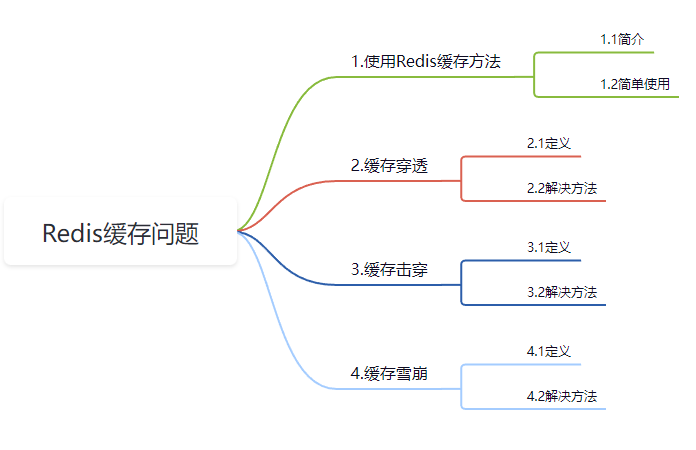 Redis缓存问题
1.使用Redis缓存方法
1.1简介
1.2简单使用
2.缓存穿透
2.1定义
2.2解决方法
3.缓存击穿
3.1定义
3.2解决方法
4.缓存雪崩
4.1定义
4.2解决方法